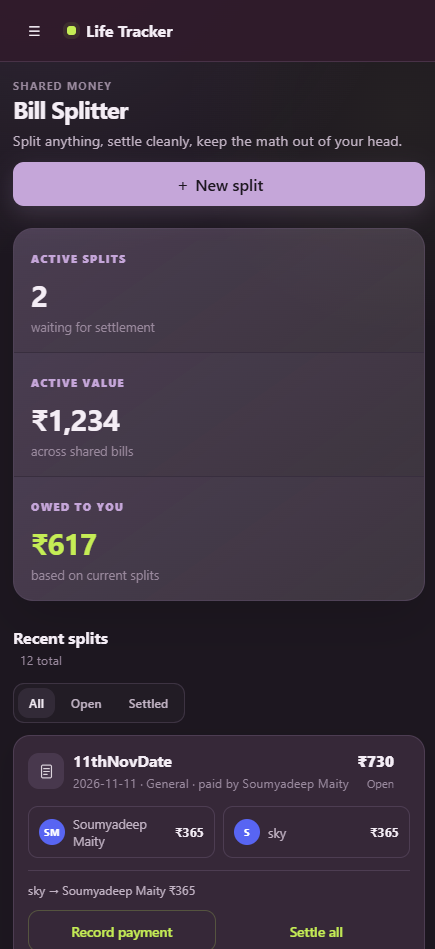 ☰ Life Tracker
SHARED MONEY
Bill Splitter
Split anything, settle cleanly, keep the math out of your head.
+ New split
ACTIVE SPLITS
2
waiting for settlement
ACTIVE VALUE
₹1,234
across shared bills
OWED TO YOU
₹617
based on current splits
Recent splits
12 total
All Open Settled
11thNovDate ₹730
2026-11-11 · General · paid by Soumyadeep Maity Open
SM Soumyadeep Maity ₹365
S sky ₹365
sky → Soumyadeep Maity ₹365
Record payment Settle all